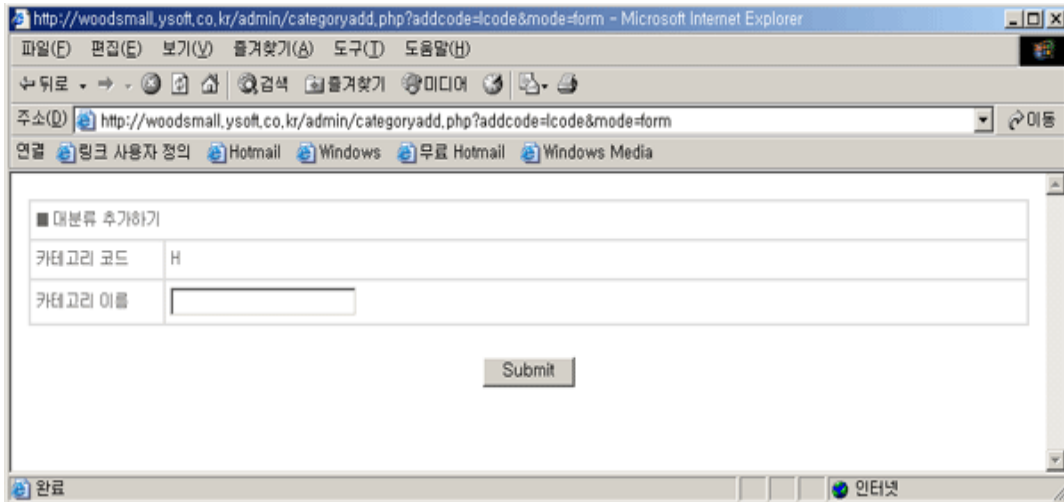 http://woodsmall,ysoft,co,kr/admin/categoryadd,php?addcode=lcode&mode=form - Microsoft Internet Explorer
파일(F) 편집(E) 보기(V) 즐겨찾기(A) 도구(T) 도움말(H)
뒤로 검색 즐겨찾기 미디어
주소(D) http://woodsmall,ysoft,co,kr/admin/categoryadd,php?addcode=lcode&mode=form 이동
연결 링크 사용자 정의 Hotmail Windows 무료 Hotmail Windows Media
■ 대분류 추가하기
카테고리 코드 H
카테고리 이름
Submit
완료 인터넷